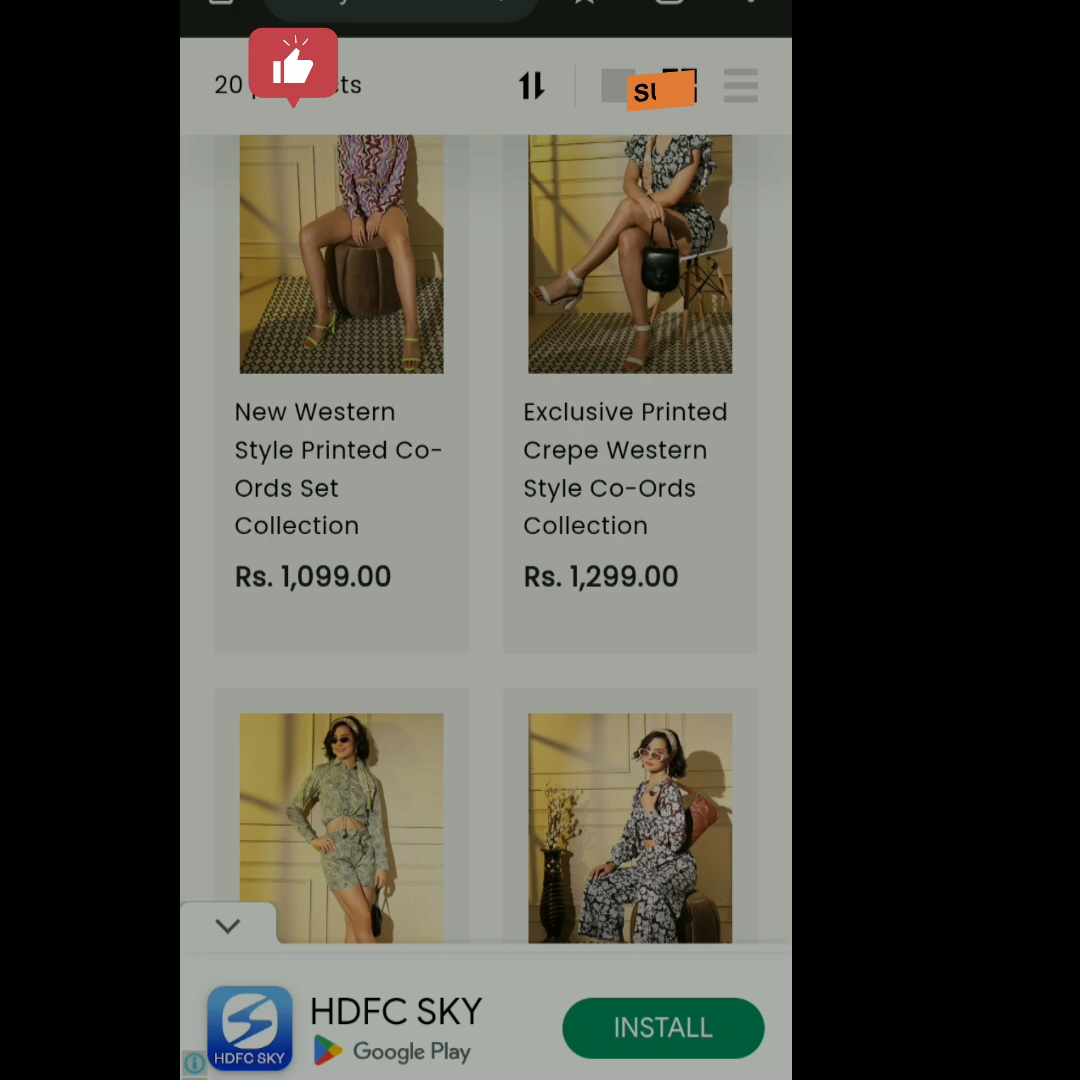 20
SU
New Western
Style Printed Co-
Ords Set
Collection
Rs. 1,099.00
Exclusive Printed
Crepe Western
Style Co-Ords
Collection
Rs. 1,299.00
HDFC SKY
HDFC SKY
Google Play
INSTALL